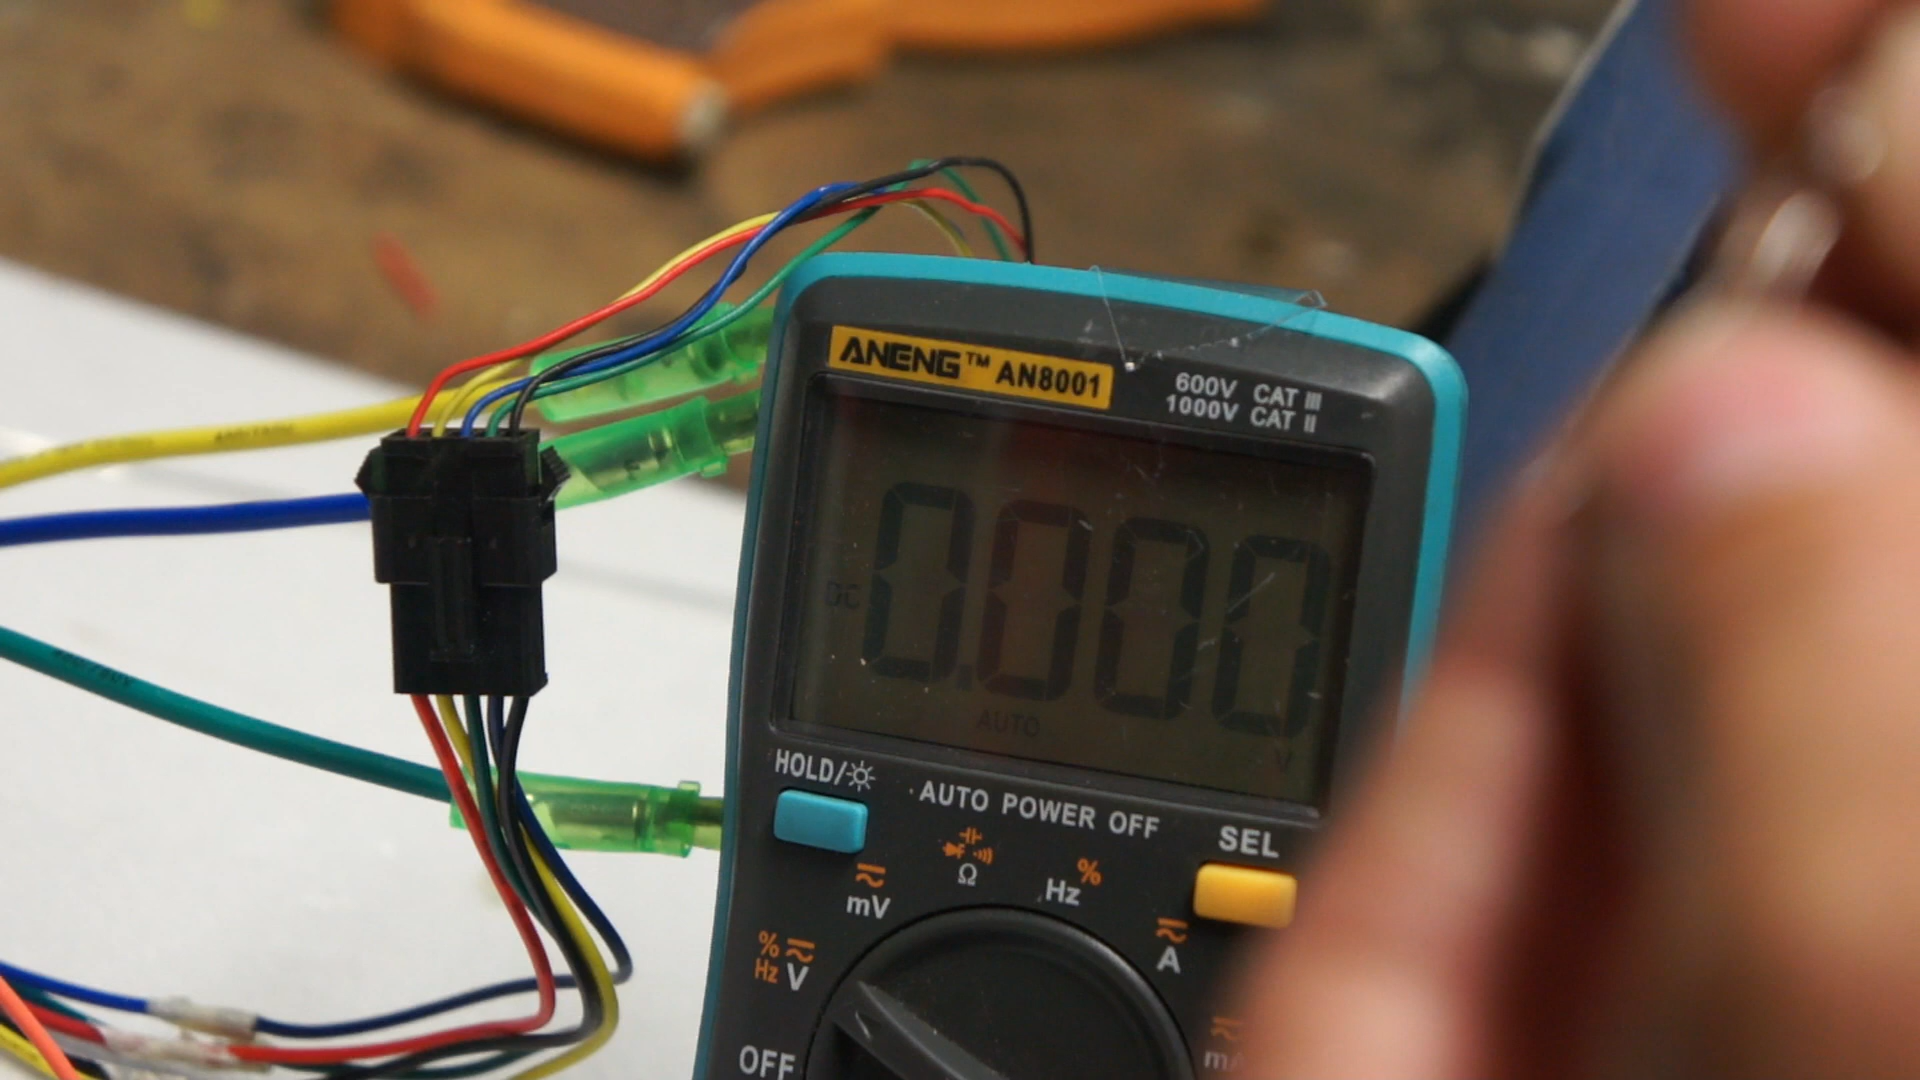 ANENG™ AN8001
600V CAT III
1000V CAT II
DC
0.000
AUTO
V
HOLD/
AUTO POWER OFF
SEL
mV
Ω
Hz
%
A
%
Hz
V
OFF